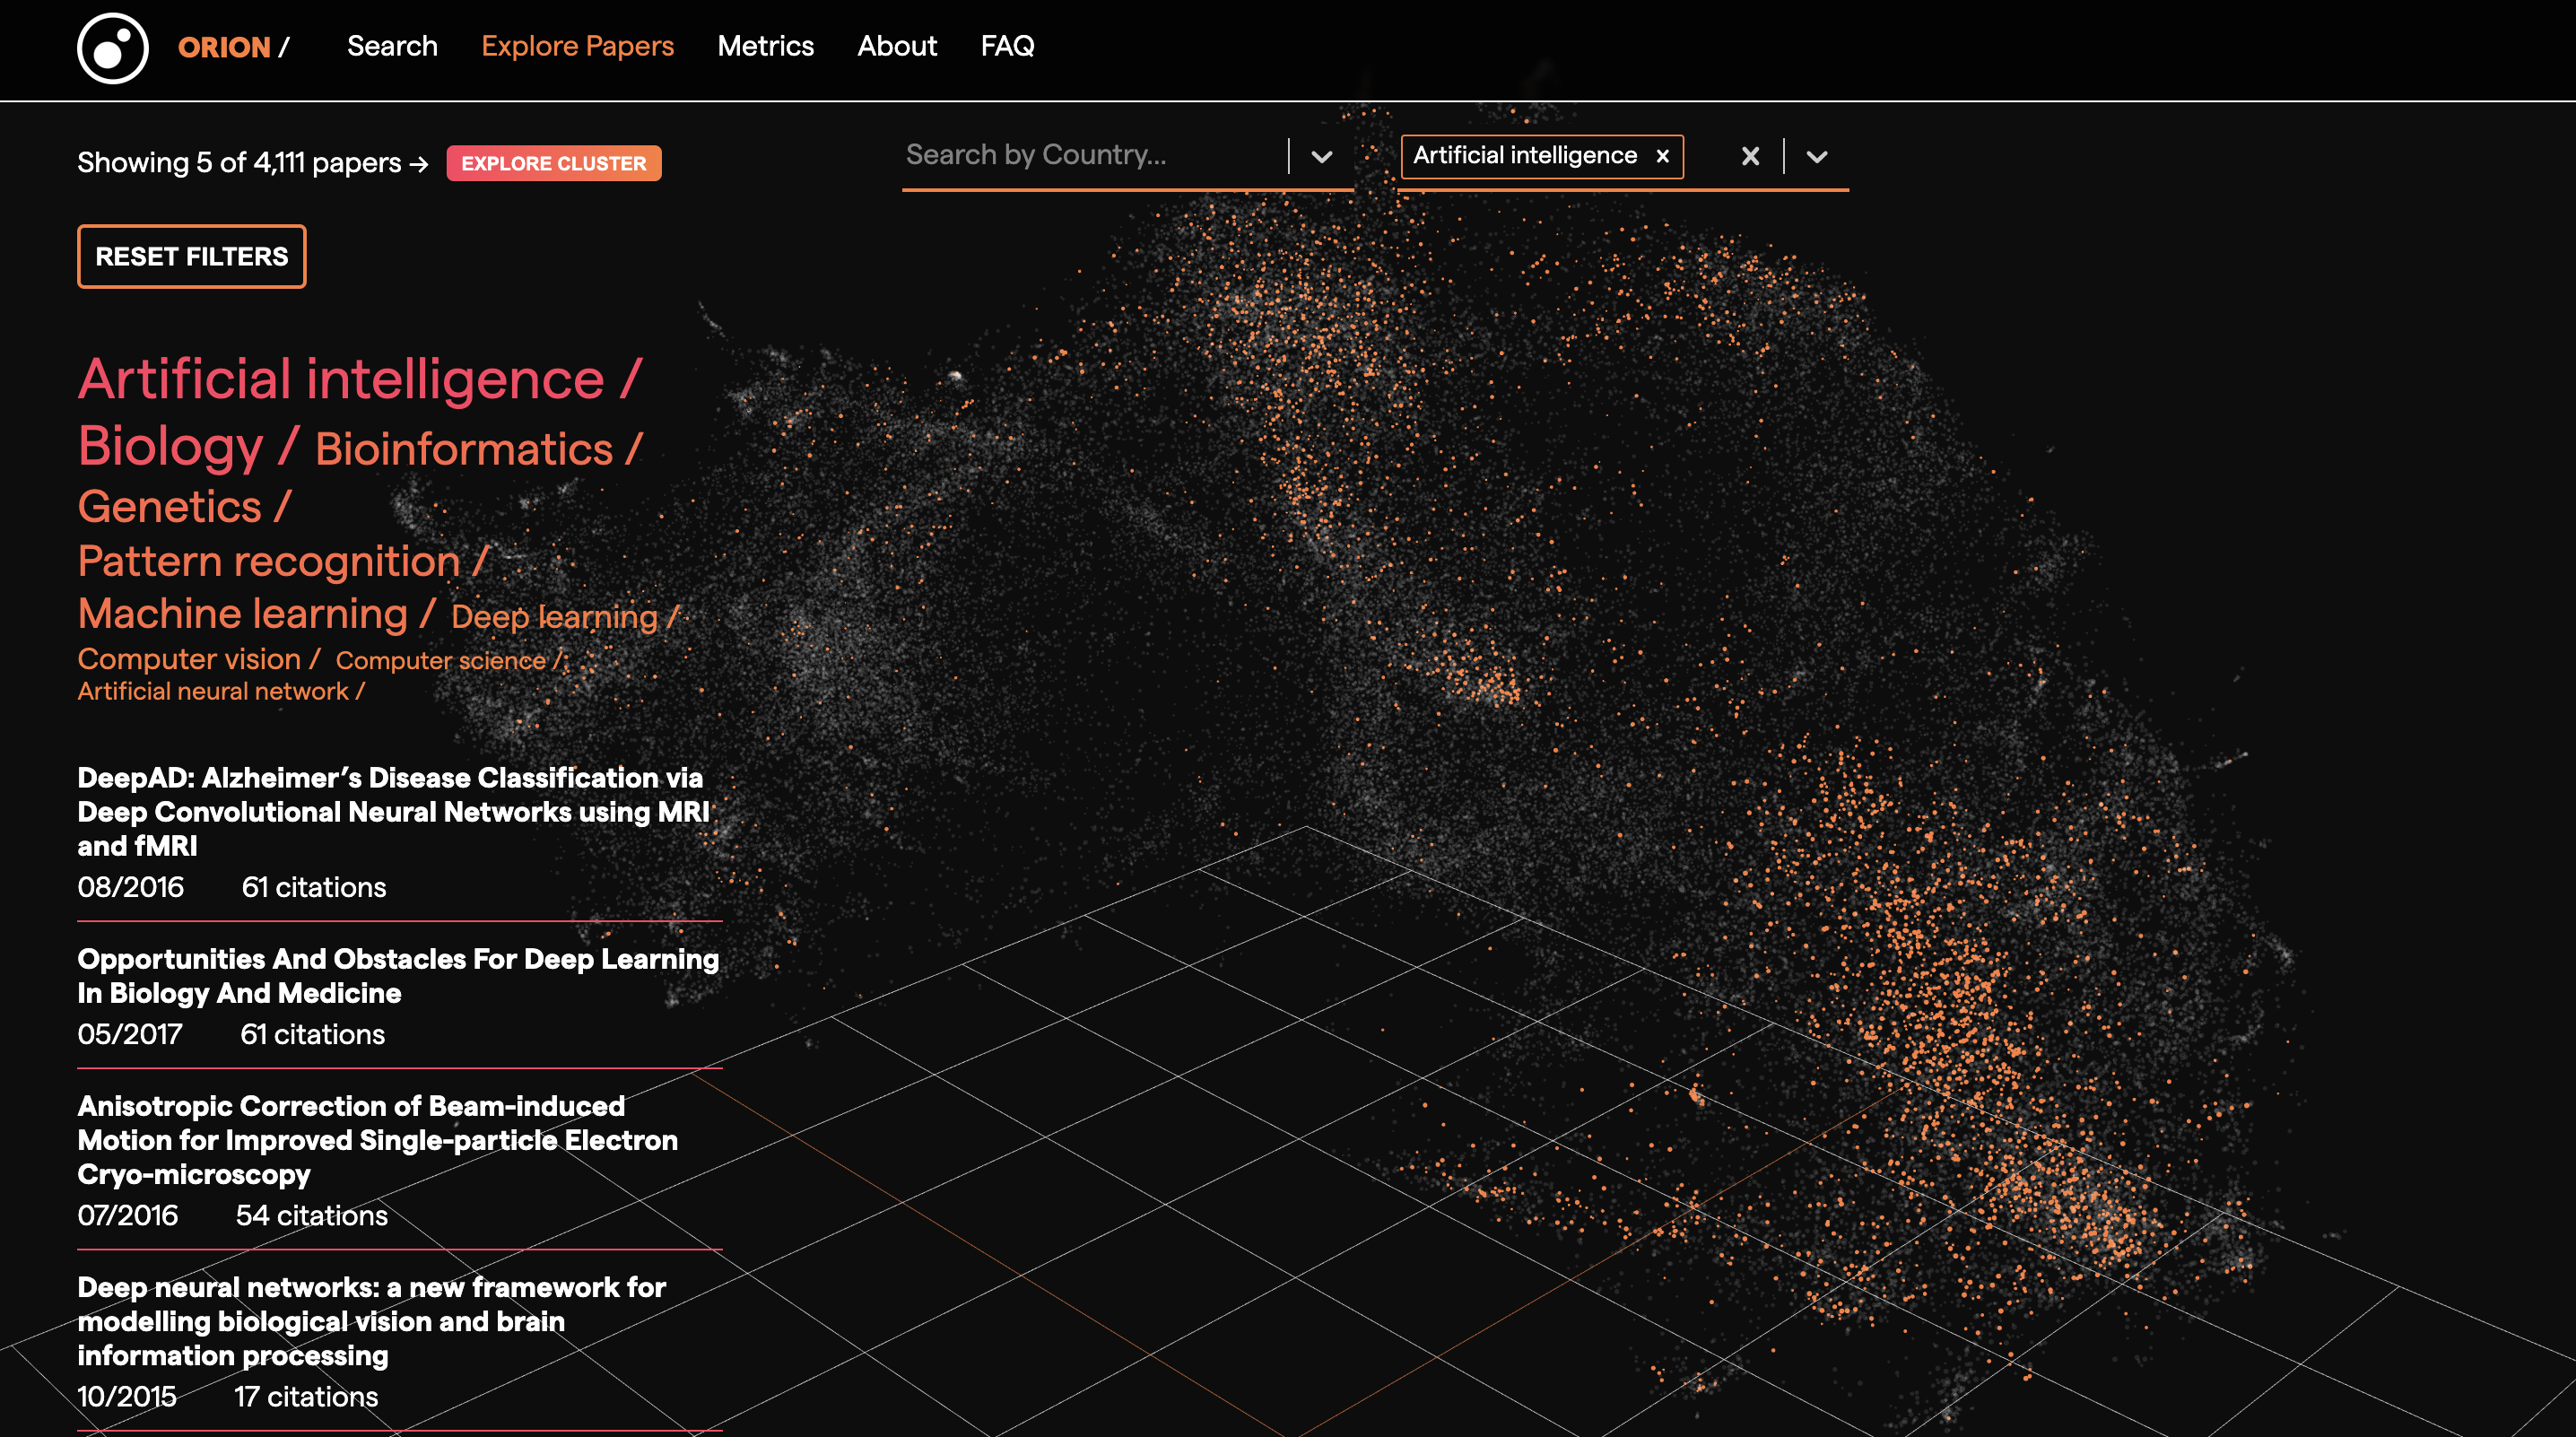 ORION / Search Explore Papers Metrics About FAQ
Showing 5 of 4,111 papers → EXPLORE CLUSTER
Search by Country...
Artificial intelligence ×
RESET FILTERS
Artificial intelligence /
Biology / Bioinformatics /
Genetics /
Pattern recognition /
Machine learning / Deep learning /
Computer vision / Computer science /
Artificial neural network /
DeepAD: Alzheimer′s Disease Classification via
Deep Convolutional Neural Networks using MRI
and fMRI
08/2016 61 citations
Opportunities And Obstacles For Deep Learning
In Biology And Medicine
05/2017 61 citations
Anisotropic Correction of Beam-induced
Motion for Improved Single-particle Electron
Cryo-microscopy
07/2016 54 citations
Deep neural networks: a new framework for
modelling biological vision and brain
information processing
10/2015 17 citations